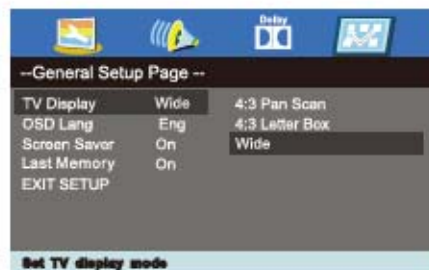 Dolby
--General Setup Page --
TV Display Wide 4:3 Pan Scan
OSD Lang Eng 4:3 Letter Box
Screen Saver On Wide
Last Memory On
EXIT SETUP
Set TV display mode